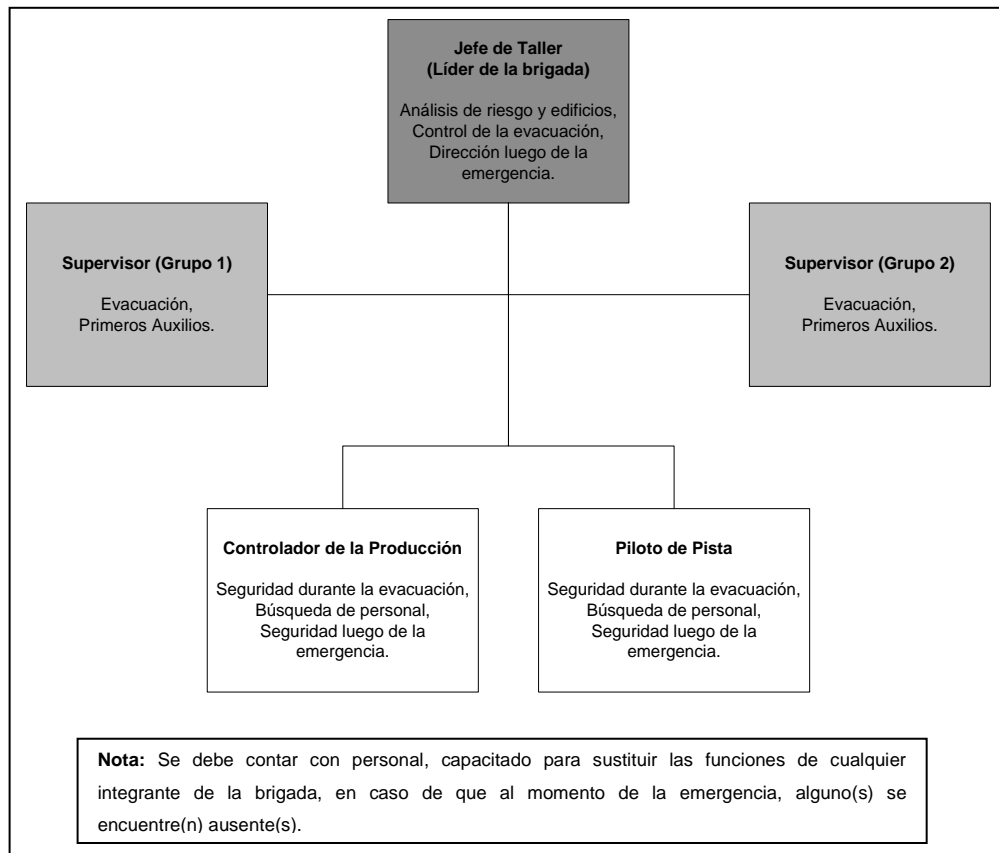 Jefe de Taller
(Líder de la brigada)
Análisis de riesgo y edificios,
Control de la evacuación,
Dirección luego de la
emergencia.
Supervisor (Grupo 1)
Evacuación,
Primeros Auxilios.
Supervisor (Grupo 2)
Evacuación,
Primeros Auxilios.
Controlador de la Producción
Seguridad durante la evacuación,
Búsqueda de personal,
Seguridad luego de la
emergencia.
Piloto de Pista
Seguridad durante la evacuación,
Búsqueda de personal,
Seguridad luego de la
emergencia.
Nota: Se debe contar con personal, capacitado para sustituir las funciones de cualquier
integrante de la brigada, en caso de que al momento de la emergencia, alguno(s) se
encuentre(n) ausente(s).